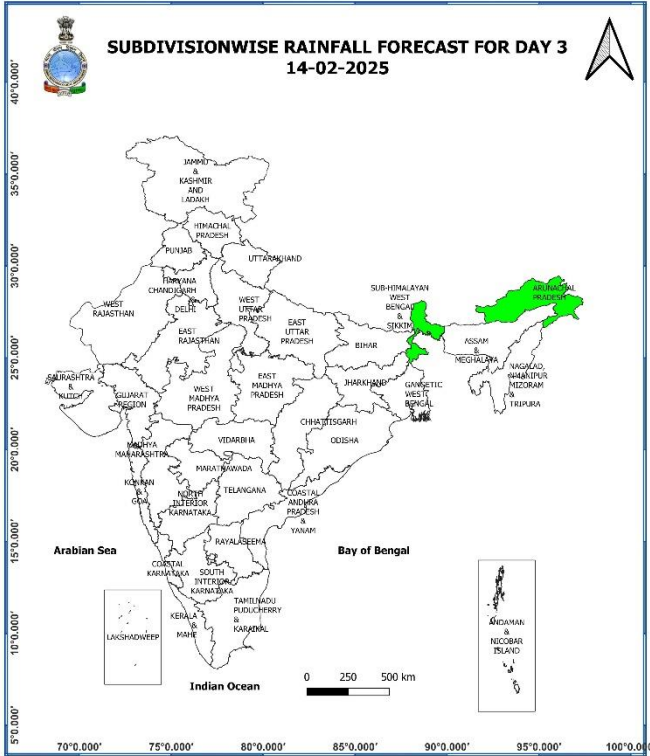 SUBDIVISIONWISE RAINFALL FORECAST FOR DAY 3
14-02-2025
40°0.000'
35°0.000'
30°0.000'
25°0.000'
20°0.000'
15°0.000'
10°0.000'
5°0.000'
JAMMU
&
KASHMIR
AND
LADAKH
HIMACHAL
PRADESH
PUNJAB
UTTARAKHAND
HARYANA
CHANDIGARH
&
DELHI
WEST
RAJASTHAN
WEST
UTTAR
PRADESH
EAST
RAJASTHAN
EAST
UTTAR
PRADESH
SUB-HIMALAYAN
WEST
BENGAL
&
SIKKIM
ARUNACHAL
PRADESH
BIHAR
ASSAM
&
MEGHALAYA
NAGALAD,
MANIPUR
MIZORAM
&
TRIPURA
SAURASHTRA
&
KUTCH
GUJARAT
REGION
WEST
MADHYA
PRADESH
EAST
MADHYA
PRADESH
JHARKHAND
GANGETIC
WEST
BENGAL
CHHATTISGARH
ODISHA
VIDARBHA
MADHYA
MAHARASHTRA
MARATHAWADA
KONKAN
&
GOA
NORTH
INTERIOR
KARNATAKA
TELANGANA
COASTAL
ANDHRA
PRADESH
&
YANAM
RAYALASEEMA
Arabian Sea
Bay of Bengal
COASTAL
KARNATAKA
SOUTH
INTERIOR
KARNATAKA
TAMILNADU
PUDUCHERRY
&
KARAIKAL
KERALA
&
MAHE
LAKSHADWEEP
ANDAMAN
&
NICOBAR
ISLAND
Indian Ocean
0 250 500 km
70°0.000' 75°0.000' 80°0.000' 85°0.000' 90°0.000' 95°0.000' 100°0.000'